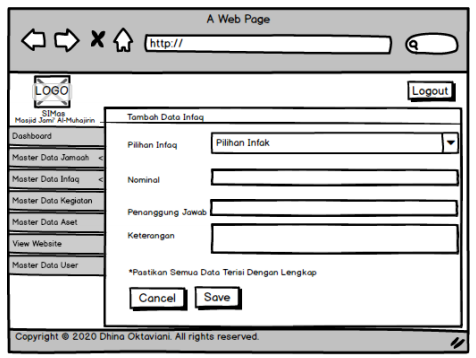 A Web Page
http://
LOGO
Logout
SIMas
Masjid Jami' Al-Muhajirin
Tambah Data Infaq
Dashboard
Pilihan Infaq
Pilihan Infak
Master Data Jamaah <
Master Data Infaq <
Nominal
Master Data Kegiatan
Penanggung Jawab
Master Data Aset
Keterangan
View Website
Master Data User
*Pastikan Semua Data Terisi Dengan Lengkap
Cancel
Save
Copyright © 2020 Dhina Oktaviani. All rights reserved.